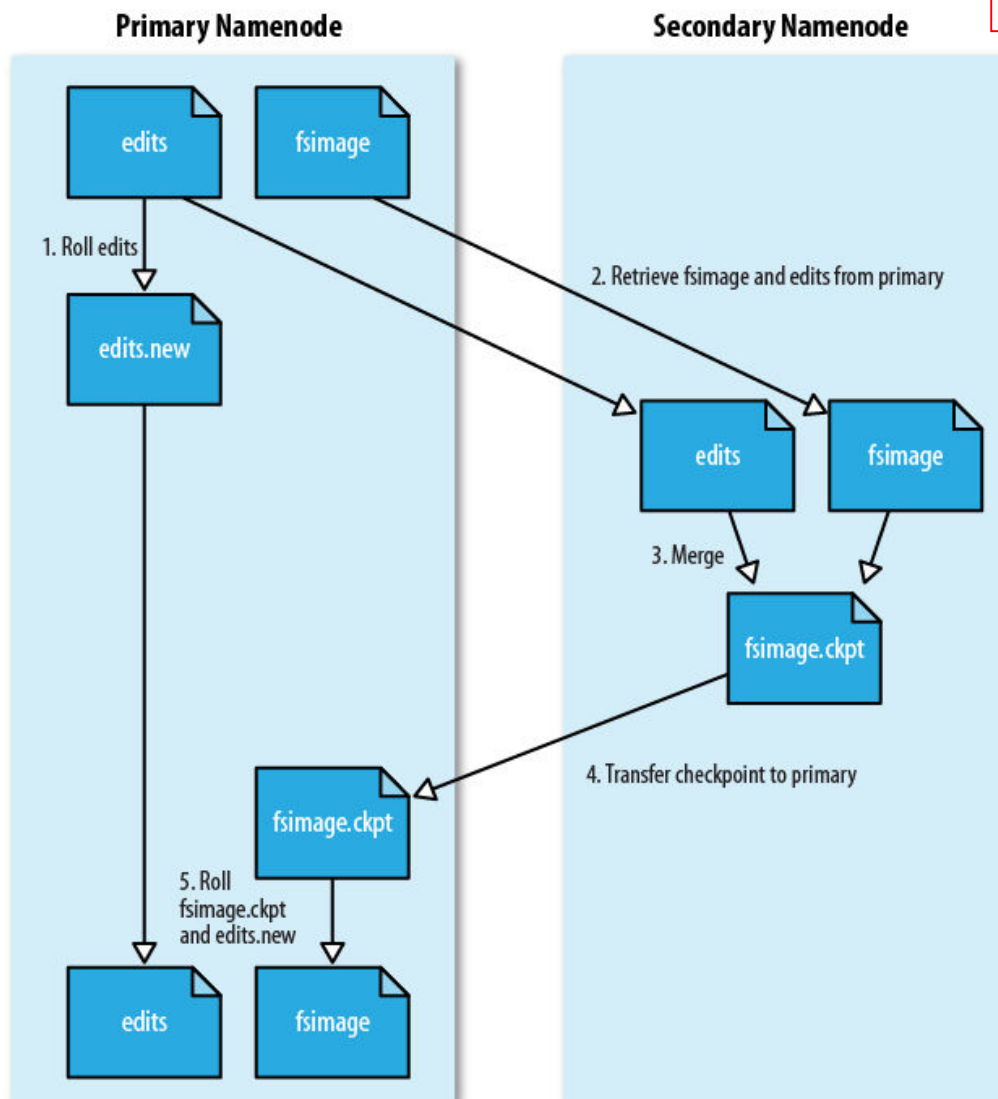 Primary Namenode
Secondary Namenode
edits
fsimage
1. Roll edits
2. Retrieve fsimage and edits from primary
edits.new
edits
fsimage
3. Merge
fsimage.ckpt
4. Transfer checkpoint to primary
fsimage.ckpt
5. Roll
fsimage.ckpt
and edits.new
edits
fsimage